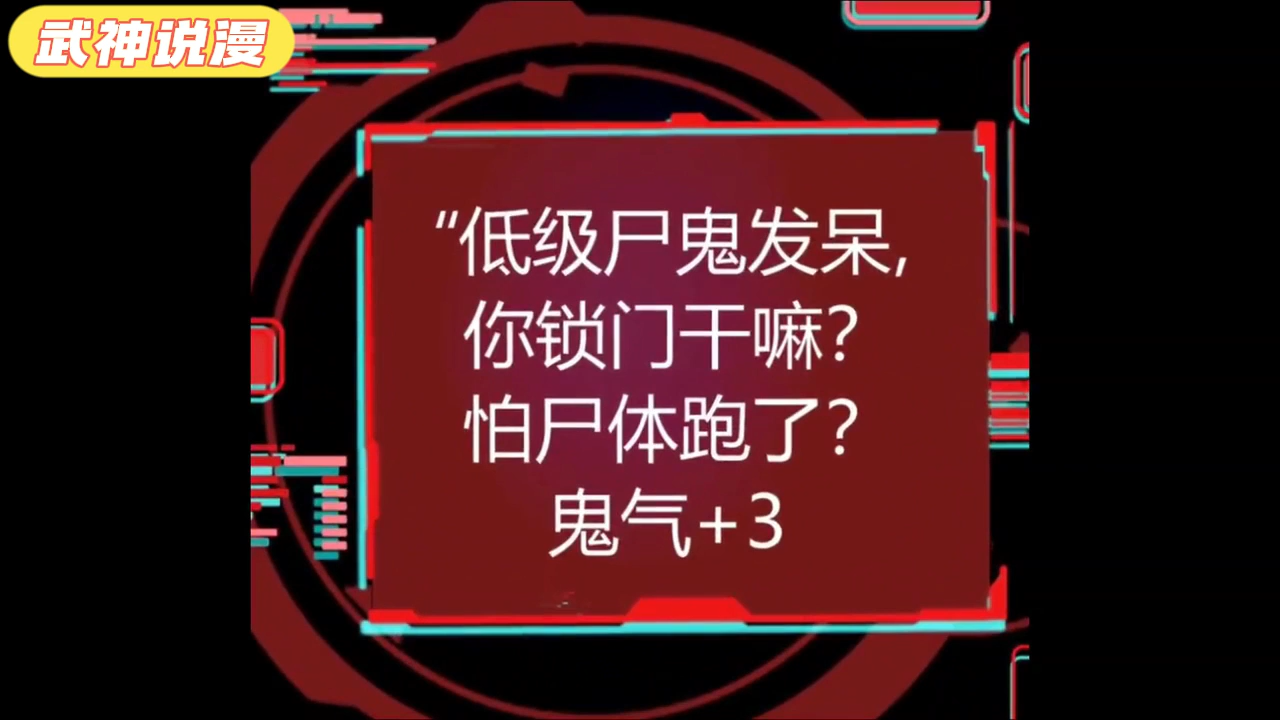 武神说漫
“低级尸鬼发呆,
你锁门干嘛?
怕尸体跑了?
鬼气+3